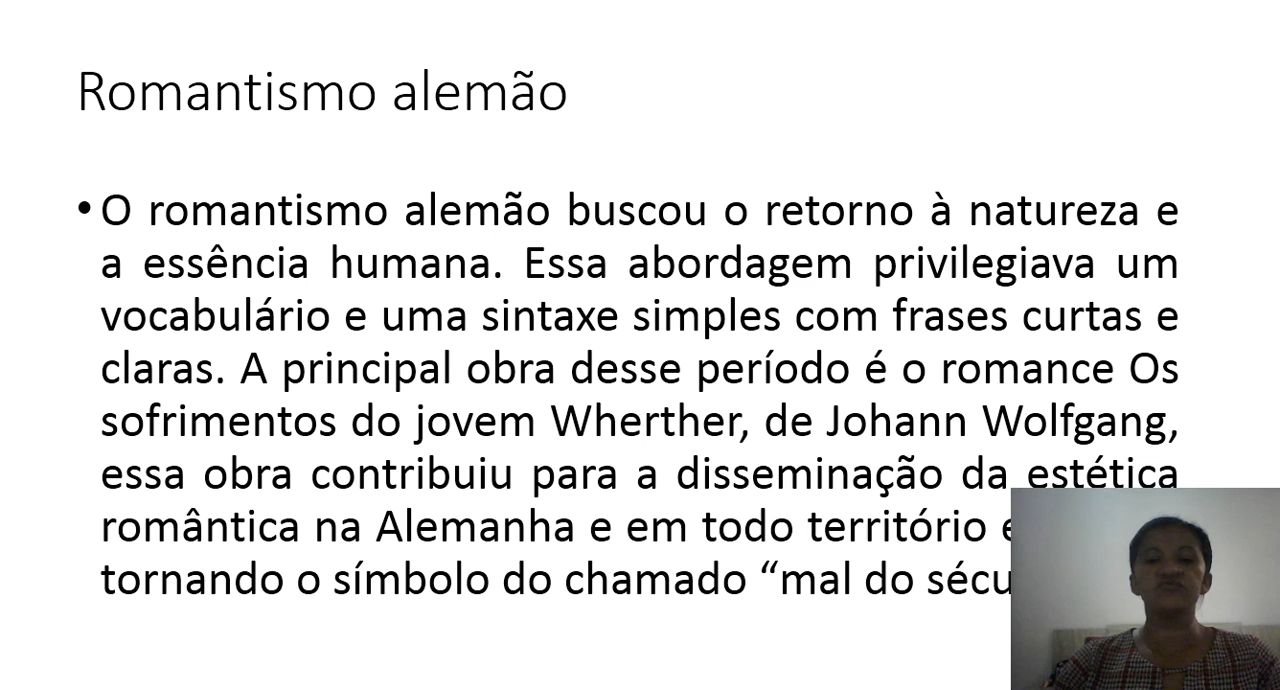 Romantismo alemão
• O romantismo alemão buscou o retorno à natureza e
a essência humana. Essa abordagem privilegiava um
vocabulário e uma sintaxe simples com frases curtas e
claras. A principal obra desse período é o romance Os
sofrimentos do jovem Wherther, de Johann Wolfgang,
essa obra contribuiu para a disseminação da estética
romântica na Alemanha e em todo território
tornando o símbolo do chamado “mal do